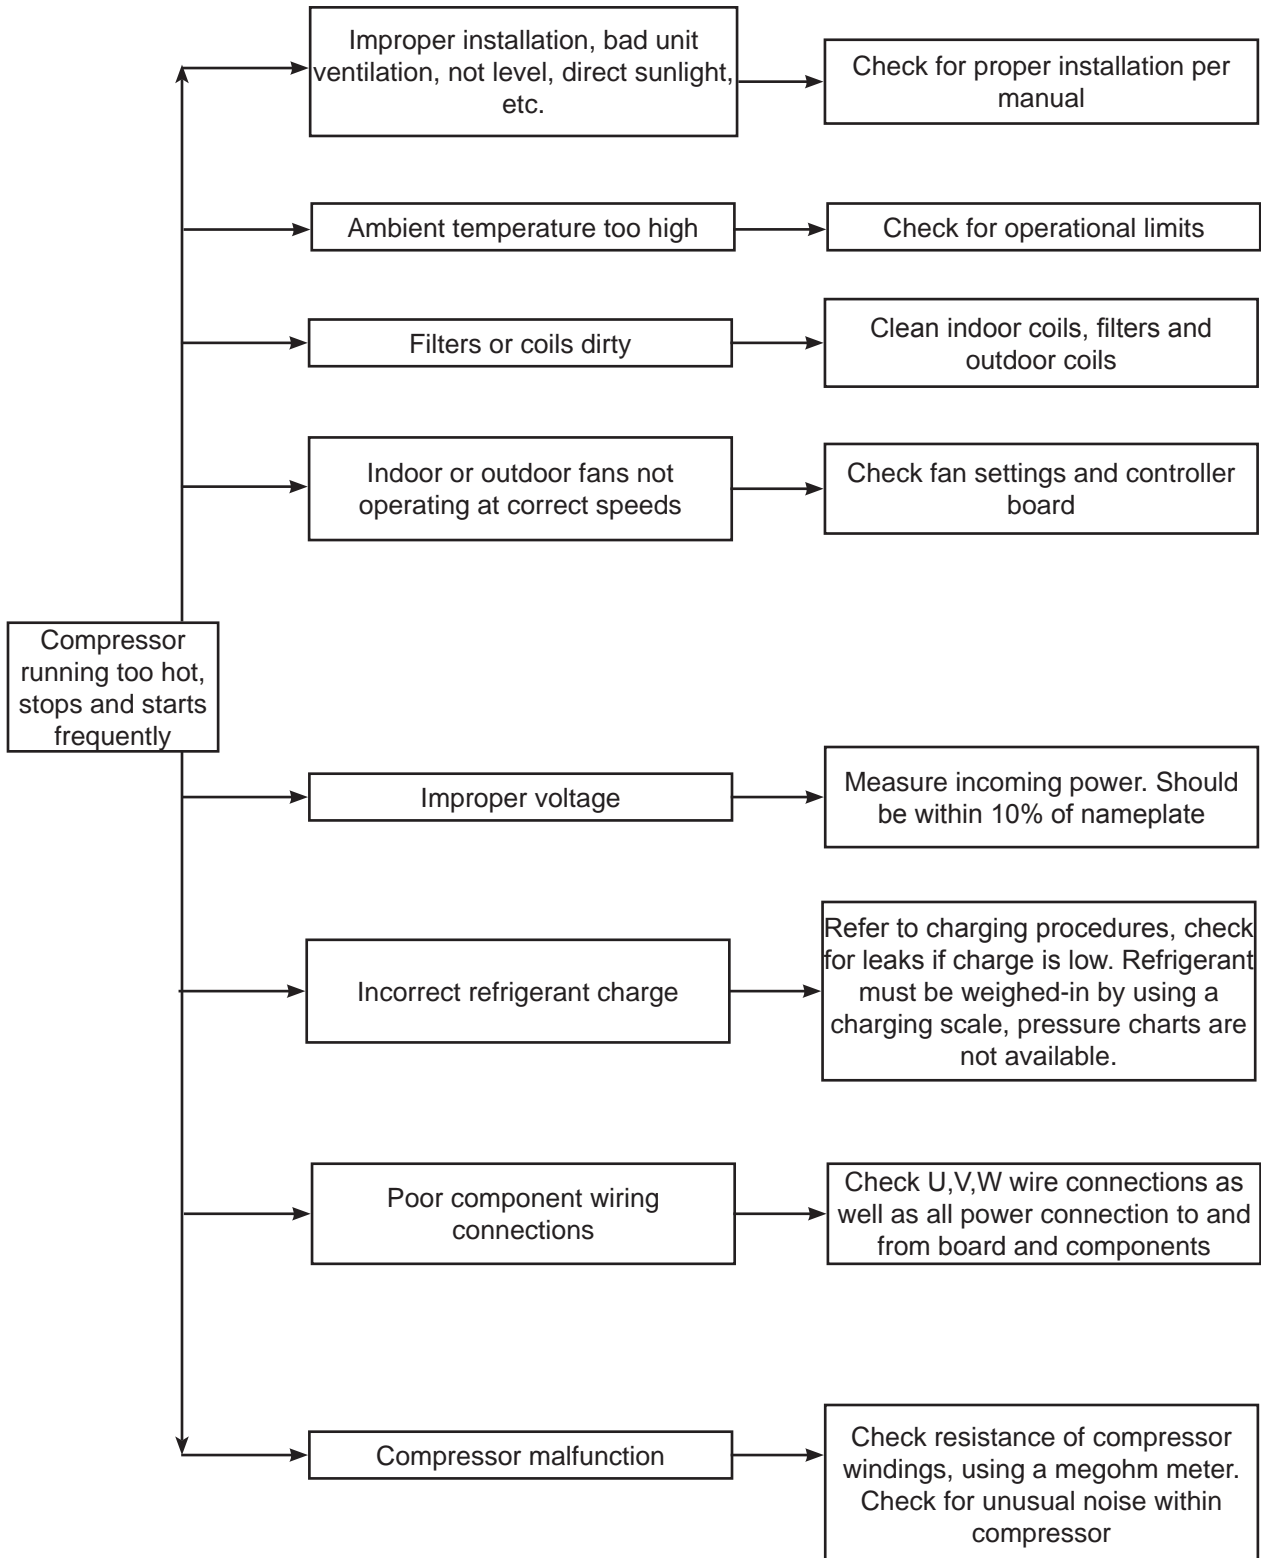 Improper installation, bad unit
ventilation, not level, direct sunlight,
etc.
Check for proper installation per
manual
Ambient temperature too high
Check for operational limits
Filters or coils dirty
Clean indoor coils, filters and
outdoor coils
Indoor or outdoor fans not
operating at correct speeds
Check fan settings and controller
board
Compressor
running too hot,
stops and starts
frequently
Improper voltage
Measure incoming power. Should
be within 10% of nameplate
Incorrect refrigerant charge
Refer to charging procedures, check
for leaks if charge is low. Refrigerant
must be weighed-in by using a
charging scale, pressure charts are
not available.
Poor component wiring
connections
Check U,V,W wire connections as
well as all power connection to and
from board and components
Compressor malfunction
Check resistance of compressor
windings, using a megohm meter.
Check for unusual noise within
compressor